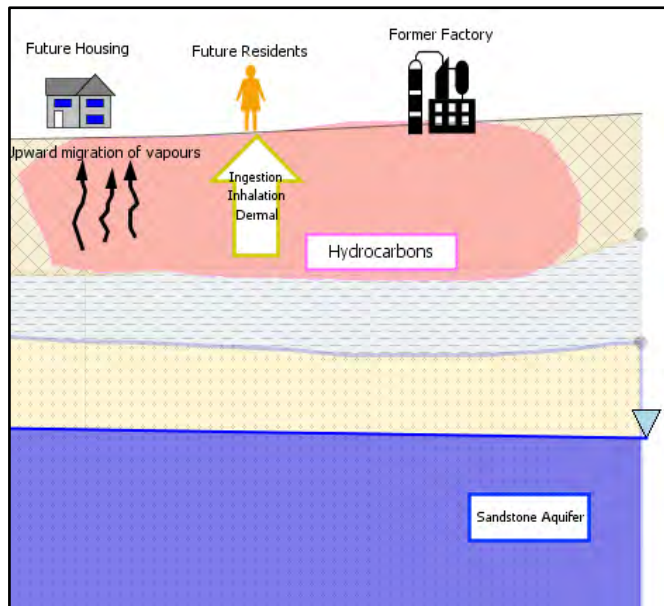 Future Housing
Future Residents
Former Factory
Upward migration of vapours
Ingestion
Inhalation
Dermal
Hydrocarbons
Sandstone Aquifer